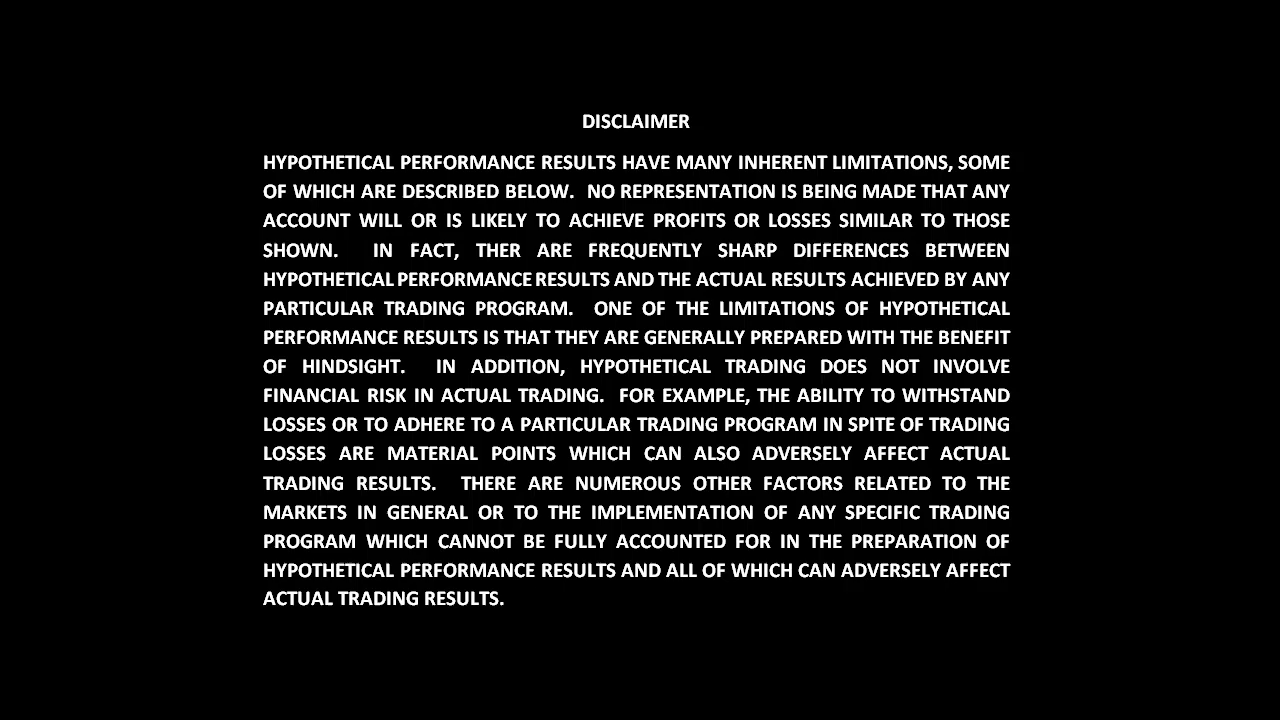 DISCLAIMER
HYPOTHETICAL PERFORMANCE RESULTS HAVE MANY INHERENT LIMITATIONS, SOME
OF WHICH ARE DESCRIBED BELOW.  NO REPRESENTATION IS BEING MADE THAT ANY
ACCOUNT WILL OR IS LIKELY TO ACHIEVE PROFITS OR LOSSES SIMILAR TO THOSE
SHOWN.  IN FACT, THER ARE FREQUENTLY SHARP DIFFERENCES BETWEEN
HYPOTHETICAL PERFORMANCE RESULTS AND THE ACTUAL RESULTS ACHIEVED BY ANY
PARTICULAR TRADING PROGRAM.  ONE OF THE LIMITATIONS OF HYPOTHETICAL
PERFORMANCE RESULTS IS THAT THEY ARE GENERALLY PREPARED WITH THE BENEFIT
OF HINDSIGHT.  IN ADDITION, HYPOTHETICAL TRADING DOES NOT INVOLVE
FINANCIAL RISK IN ACTUAL TRADING.  FOR EXAMPLE, THE ABILITY TO WITHSTAND
LOSSES OR TO ADHERE TO A PARTICULAR TRADING PROGRAM IN SPITE OF TRADING
LOSSES ARE MATERIAL POINTS WHICH CAN ALSO ADVERSELY AFFECT ACTUAL
TRADING RESULTS.  THERE ARE NUMEROUS OTHER FACTORS RELATED TO THE
MARKETS IN GENERAL OR TO THE IMPLEMENTATION OF ANY SPECIFIC TRADING
PROGRAM WHICH CANNOT BE FULLY ACCOUNTED FOR IN THE PREPARATION OF
HYPOTHETICAL PERFORMANCE RESULTS AND ALL OF WHICH CAN ADVERSELY AFFECT
ACTUAL TRADING RESULTS.